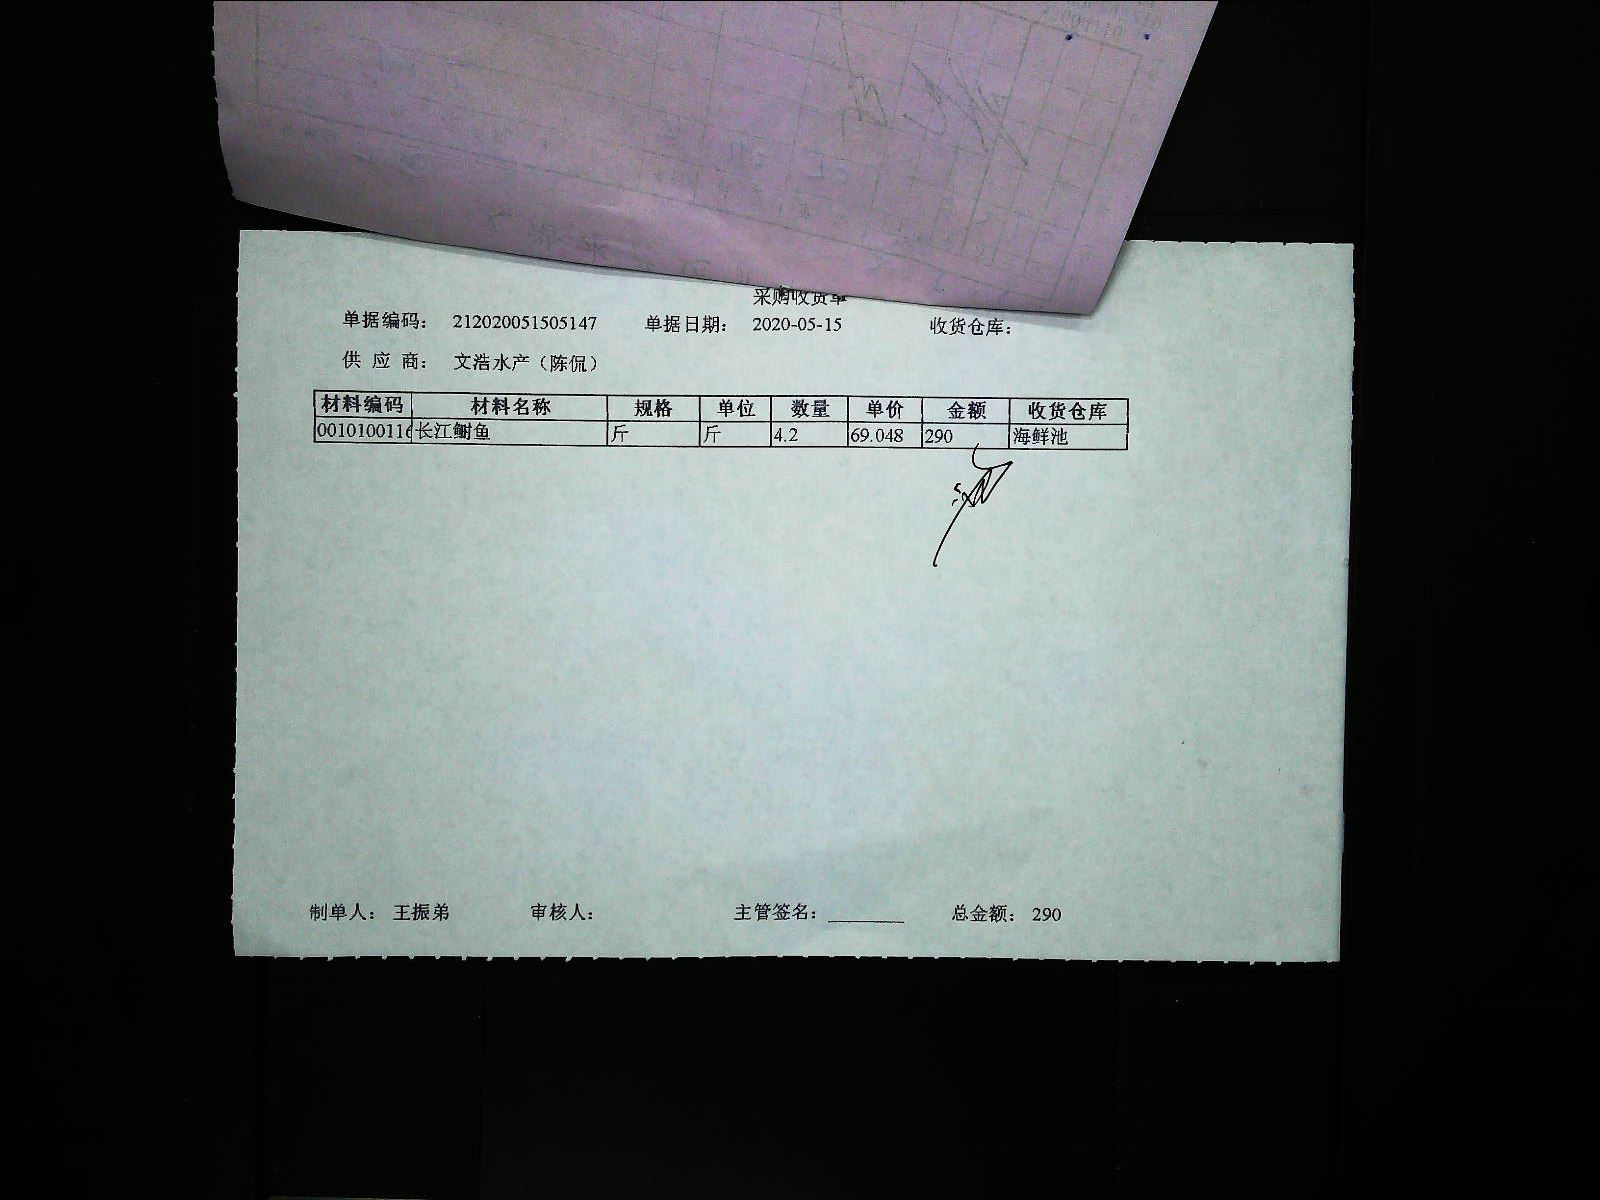 采购收货单
单据编码： 212020051505147 单据日期： 2020-05-15 收货仓库：
供 应 商： 文浩水产（陈侃）
材料编码 材料名称 规格 单位 数量 单价 金额 收货仓库
0010100116 长江鲥鱼 斤 斤 4.2 69.048 290 海鲜池
制单人： 王振弟 审核人： 主管签名： 总金额： 290